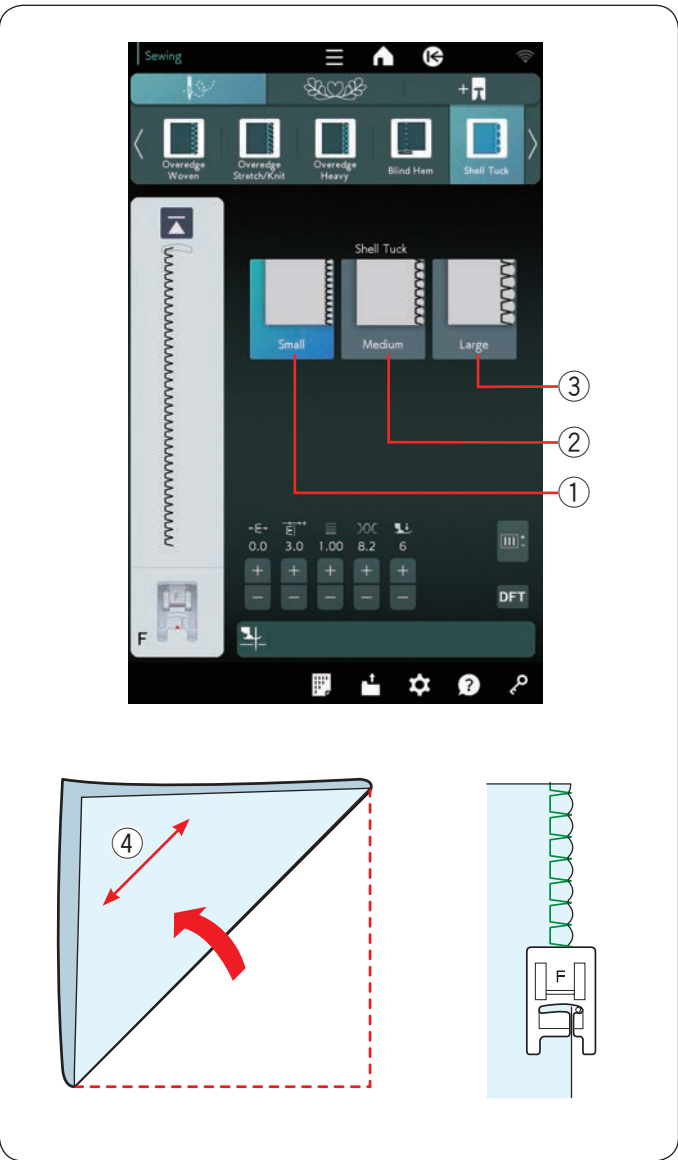 Sewing
+
Overedge
Woven
Overedge
Stretch/Knit
Overedge
Heavy
Blind Hem
Shell Tuck
Shell Tuck
Small
Medium
Large
③
②
①
0.0 3.0 1.00 8.2 6
+ + + + +
− − − − −
DFT
F
?
④
F